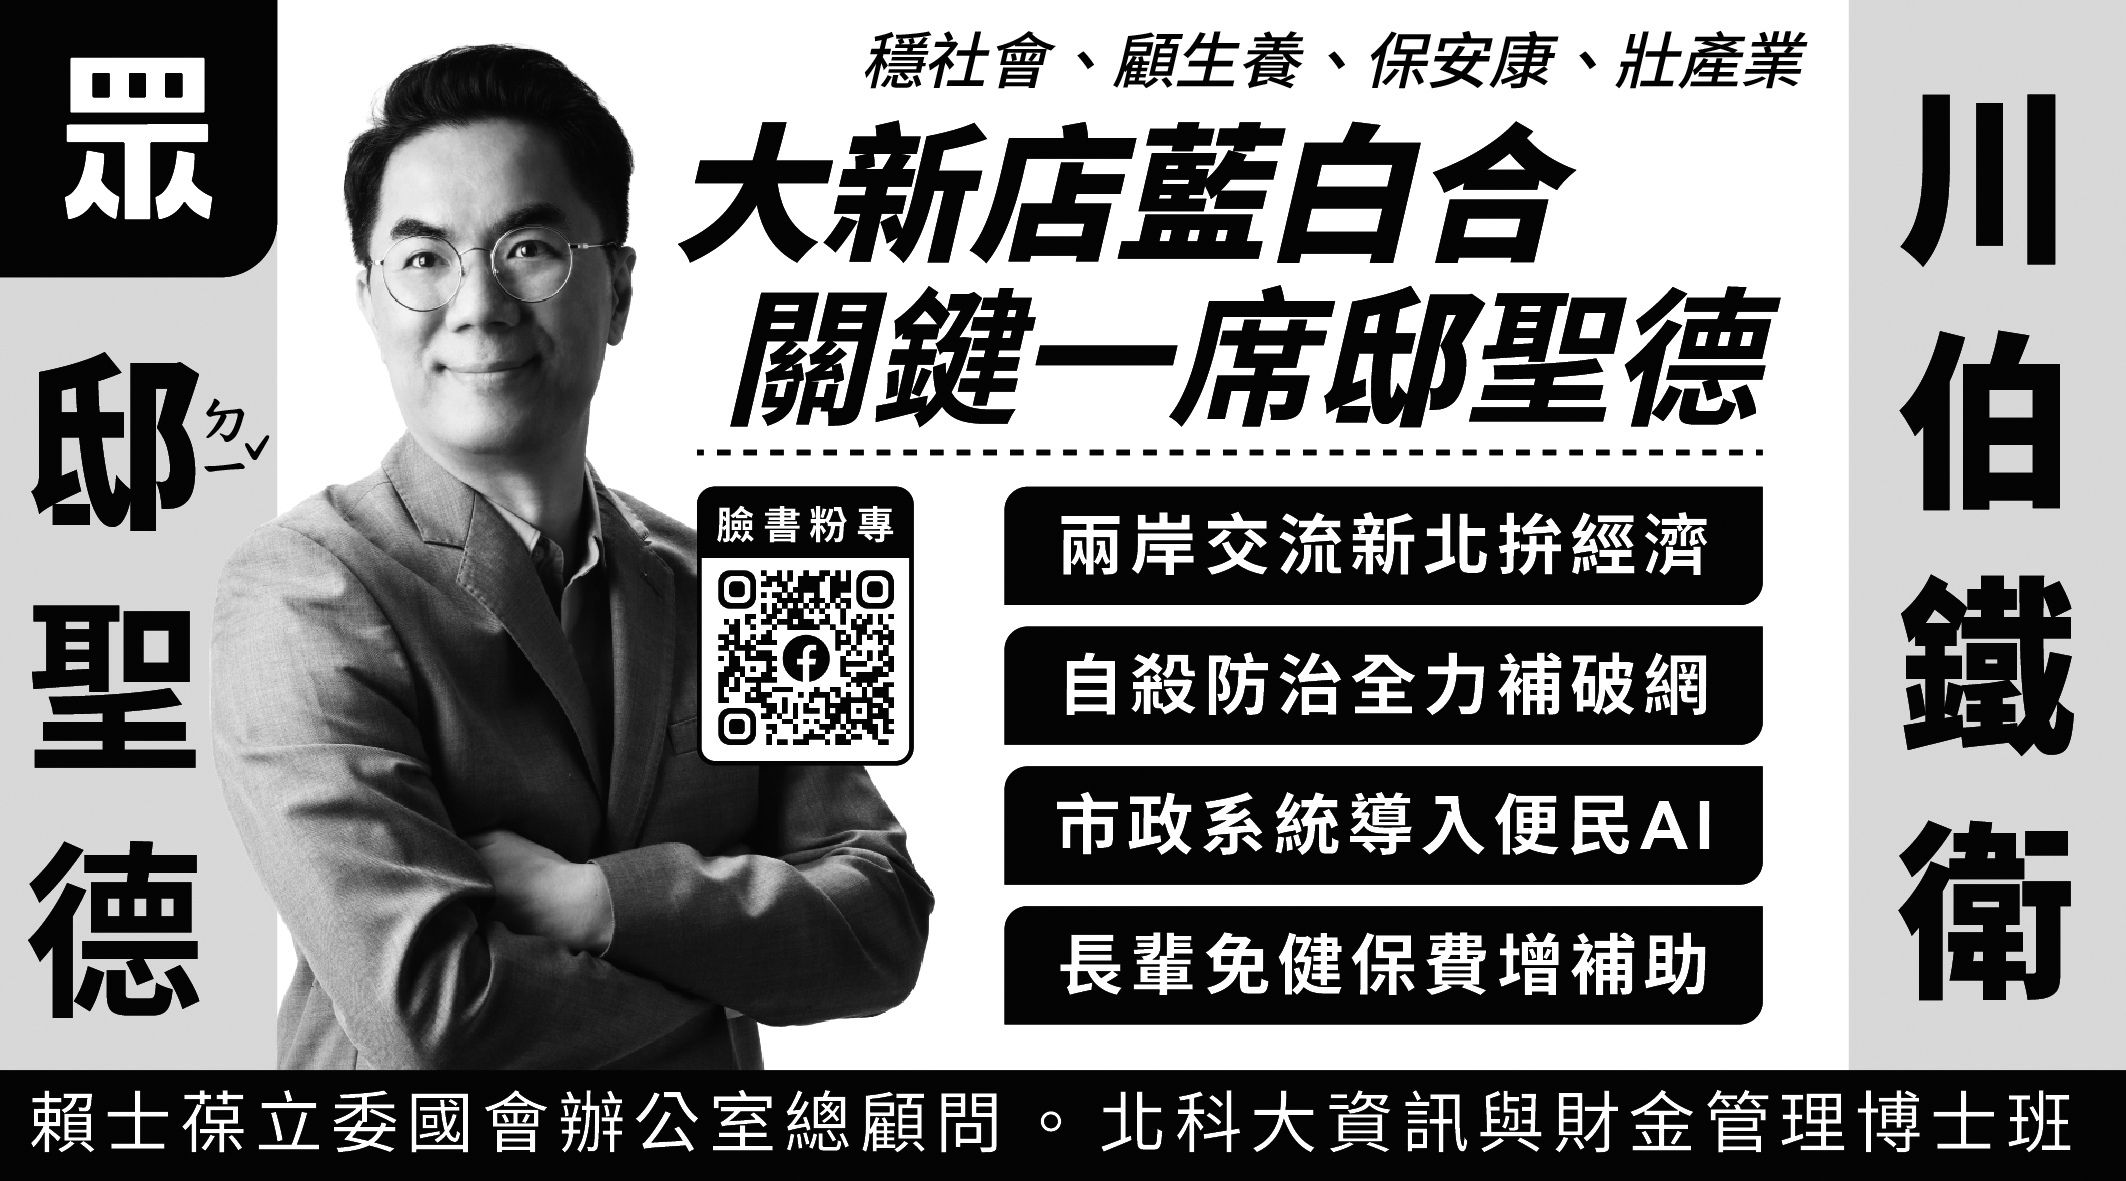 眾
邸聖德
ㄉㄧˇ
穩社會、顧生養、保安康、壯產業
大新店藍白合
關鍵一席邸聖德
臉書粉專
兩岸交流新北拚經濟
自殺防治全力補破網
市政系統導入便民AI
長輩免健保費增補助
川伯鐵衛
賴士葆立委國會辦公室總顧問。北科大資訊與財金管理博士班